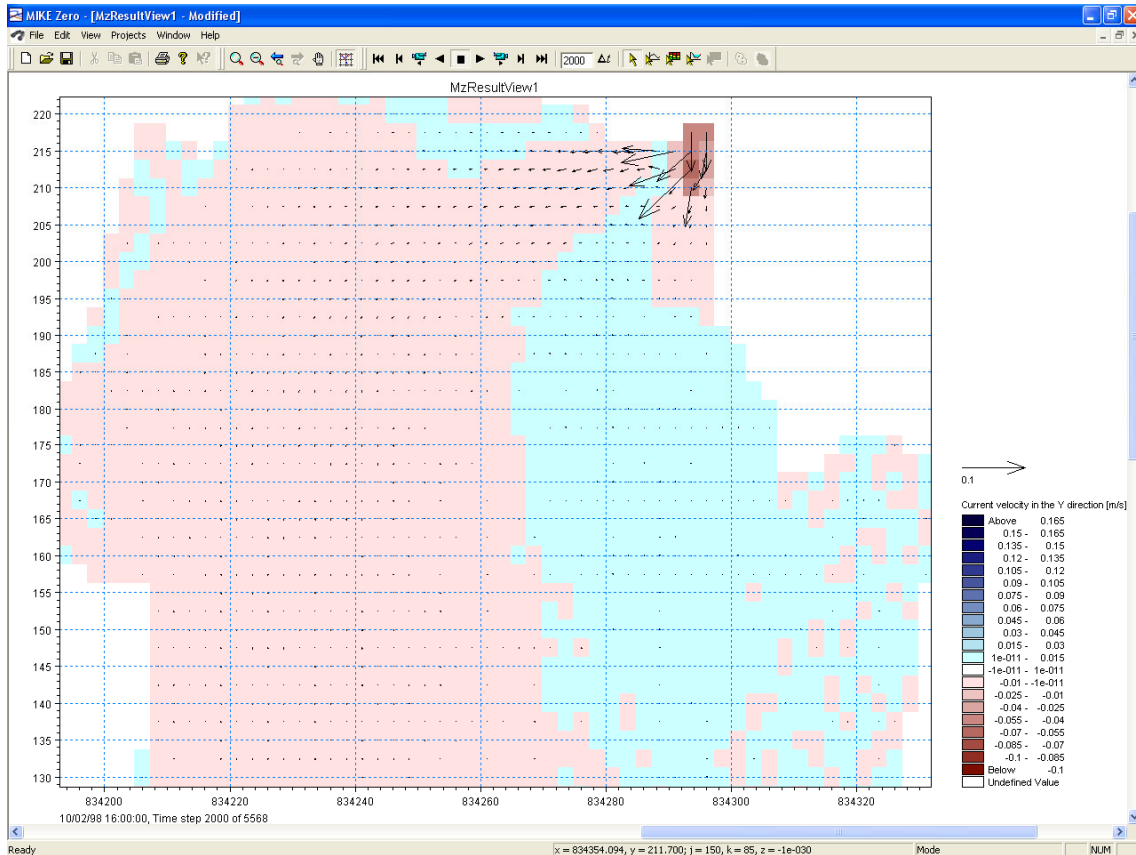 MIKE Zero - [MzResultView1 - Modified]
File Edit View Projects Window Help
2000 Δt
MzResultView1
220
215
210
205
200
195
190
185
180
175
170
165
160
155
150
145
140
135
130
834200 834220 834240 834260 834280 834300 834320
10/02/98 16:00:00, Time step 2000 of 5568
0.1
Current velocity in the Y direction [m/s]
Above 0.165
0.15 - 0.165
0.135 - 0.15
0.12 - 0.135
0.105 - 0.12
0.09 - 0.105
0.075 - 0.09
0.06 - 0.075
0.045 - 0.06
0.03 - 0.045
0.015 - 0.03
1e-011 - 0.015
-1e-011 - 1e-011
-0.01 - -1e-011
-0.025 - -0.01
-0.04 - -0.025
-0.055 - -0.04
-0.07 - -0.055
-0.085 - -0.07
-0.1 - -0.085
Below -0.1
Undefined Value
Ready x = 834354.094, y = 211.700; j = 150, k = 85, z = -1e-030 Mode NUM